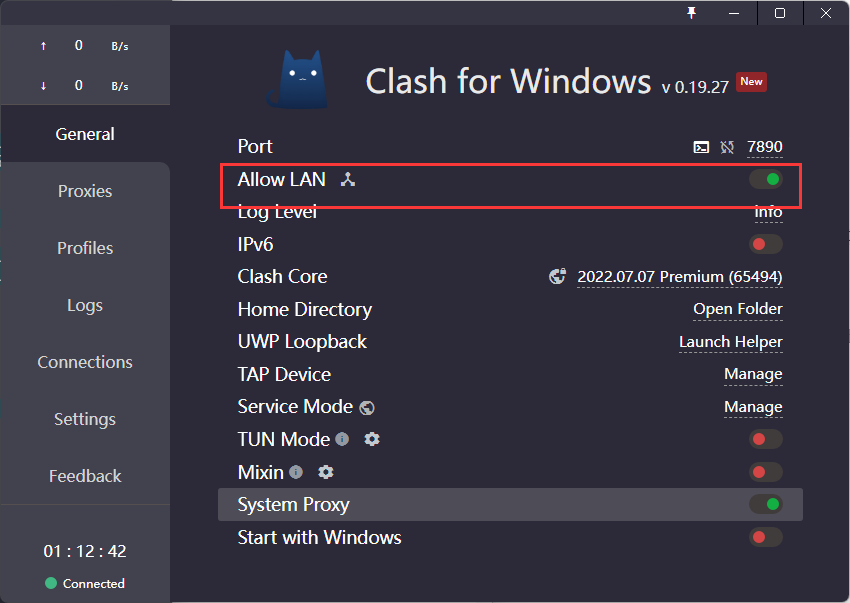 ↑ 0 B/s
↓ 0 B/s
General
Proxies
Profiles
Logs
Connections
Settings
Feedback
01 : 12 : 42
Connected
Clash for Windows v 0.19.27 New
Port 7890
Allow LAN
Log Level info
IPv6
Clash Core 2022.07.07 Premium (65494)
Home Directory Open Folder
UWP Loopback Launch Helper
TAP Device Manage
Service Mode Manage
TUN Mode
Mixin
System Proxy
Start with Windows